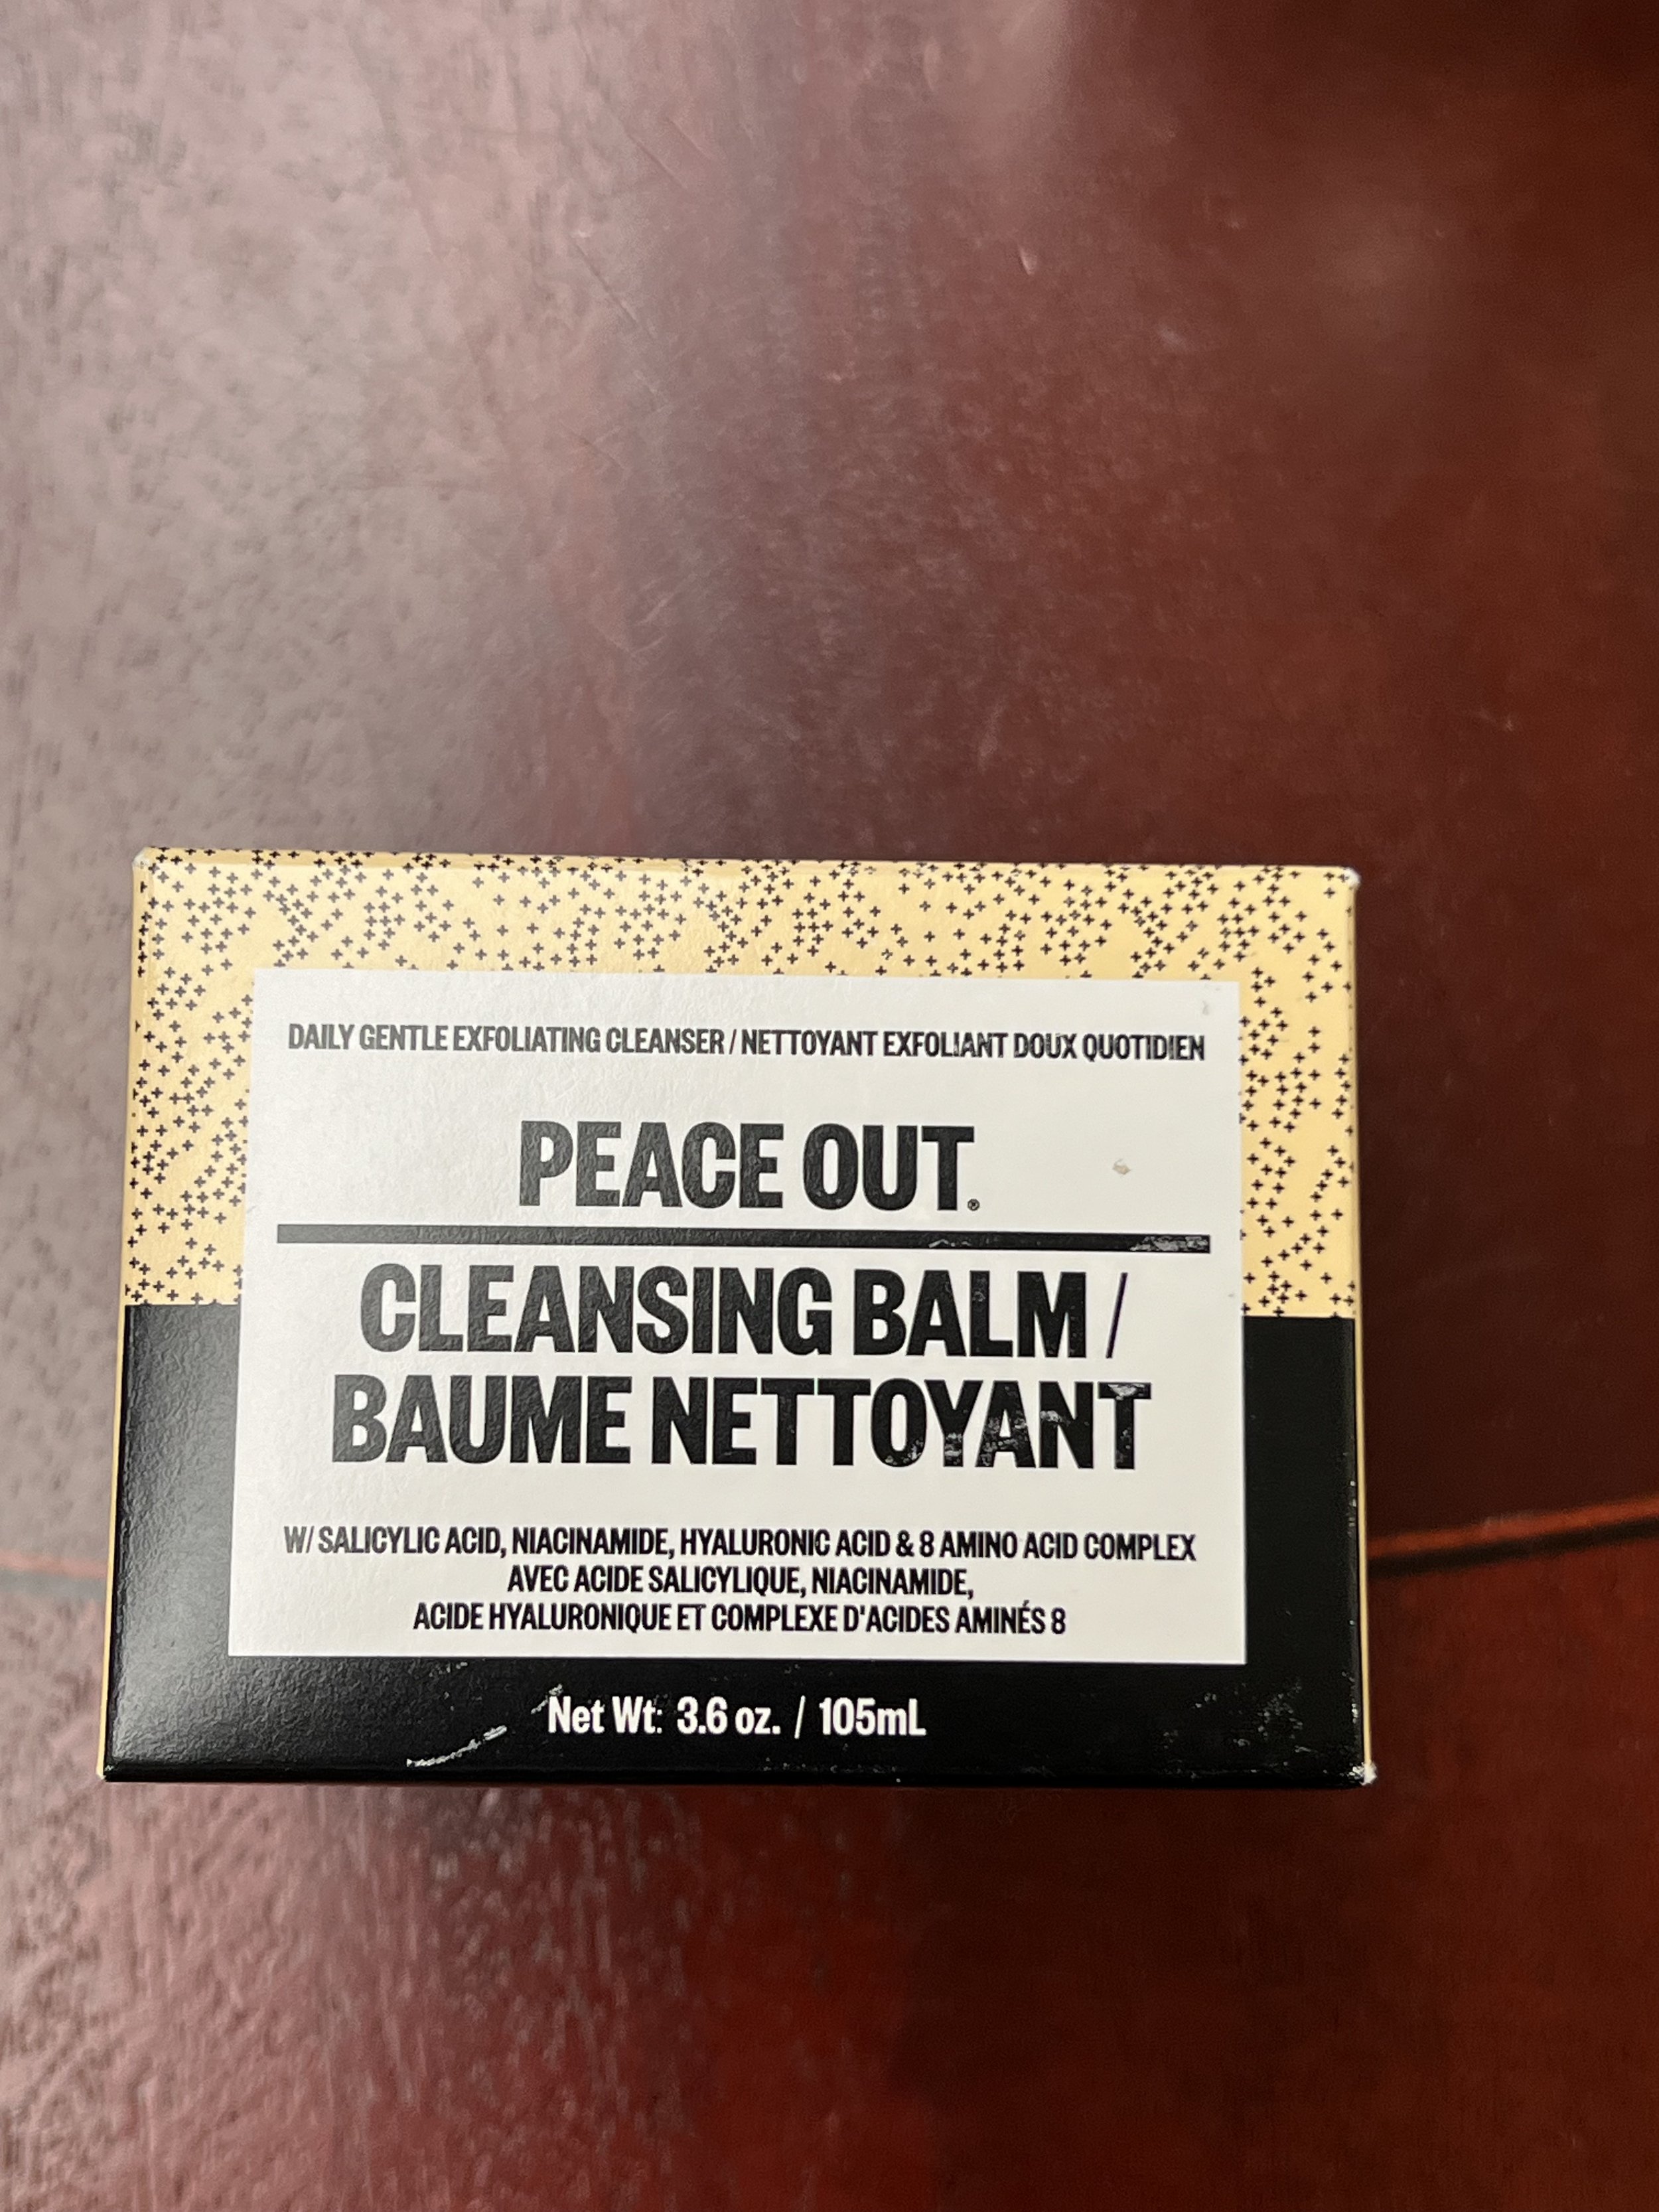 DAILY GENTLE EXFOLIATING CLEANSER / NETTOYANT EXFOLIANT DOUX QUOTIDIEN
PEACE OUT®
CLEANSING BALM /
BAUME NETTOYANT
W/ SALICYLIC ACID, NIACINAMIDE, HYALURONIC ACID & 8 AMINO ACID COMPLEX
AVEC ACIDE SALICYLIQUE, NIACINAMIDE,
ACIDE HYALURONIQUE ET COMPLEXE D'ACIDES AMINÉS 8
Net Wt: 3.6 oz. / 105mL